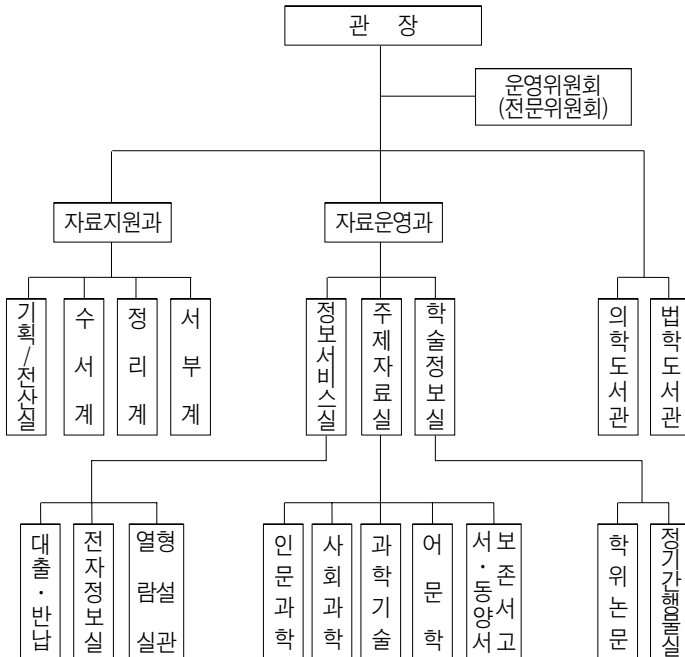 관 장
운영위원회
(전문위원회)
자료지원과
자료운영과
기획/전산실
수서계
정리계
서부계
정보서비스실
주제자료실
학술정보실
의학도서관
법학도서관
대출·반납
전자정보실
열람실
형설관
인문과학
사회과학
과학기술
어문학
보존서고
서·동양서
학위논문
정기간행물실